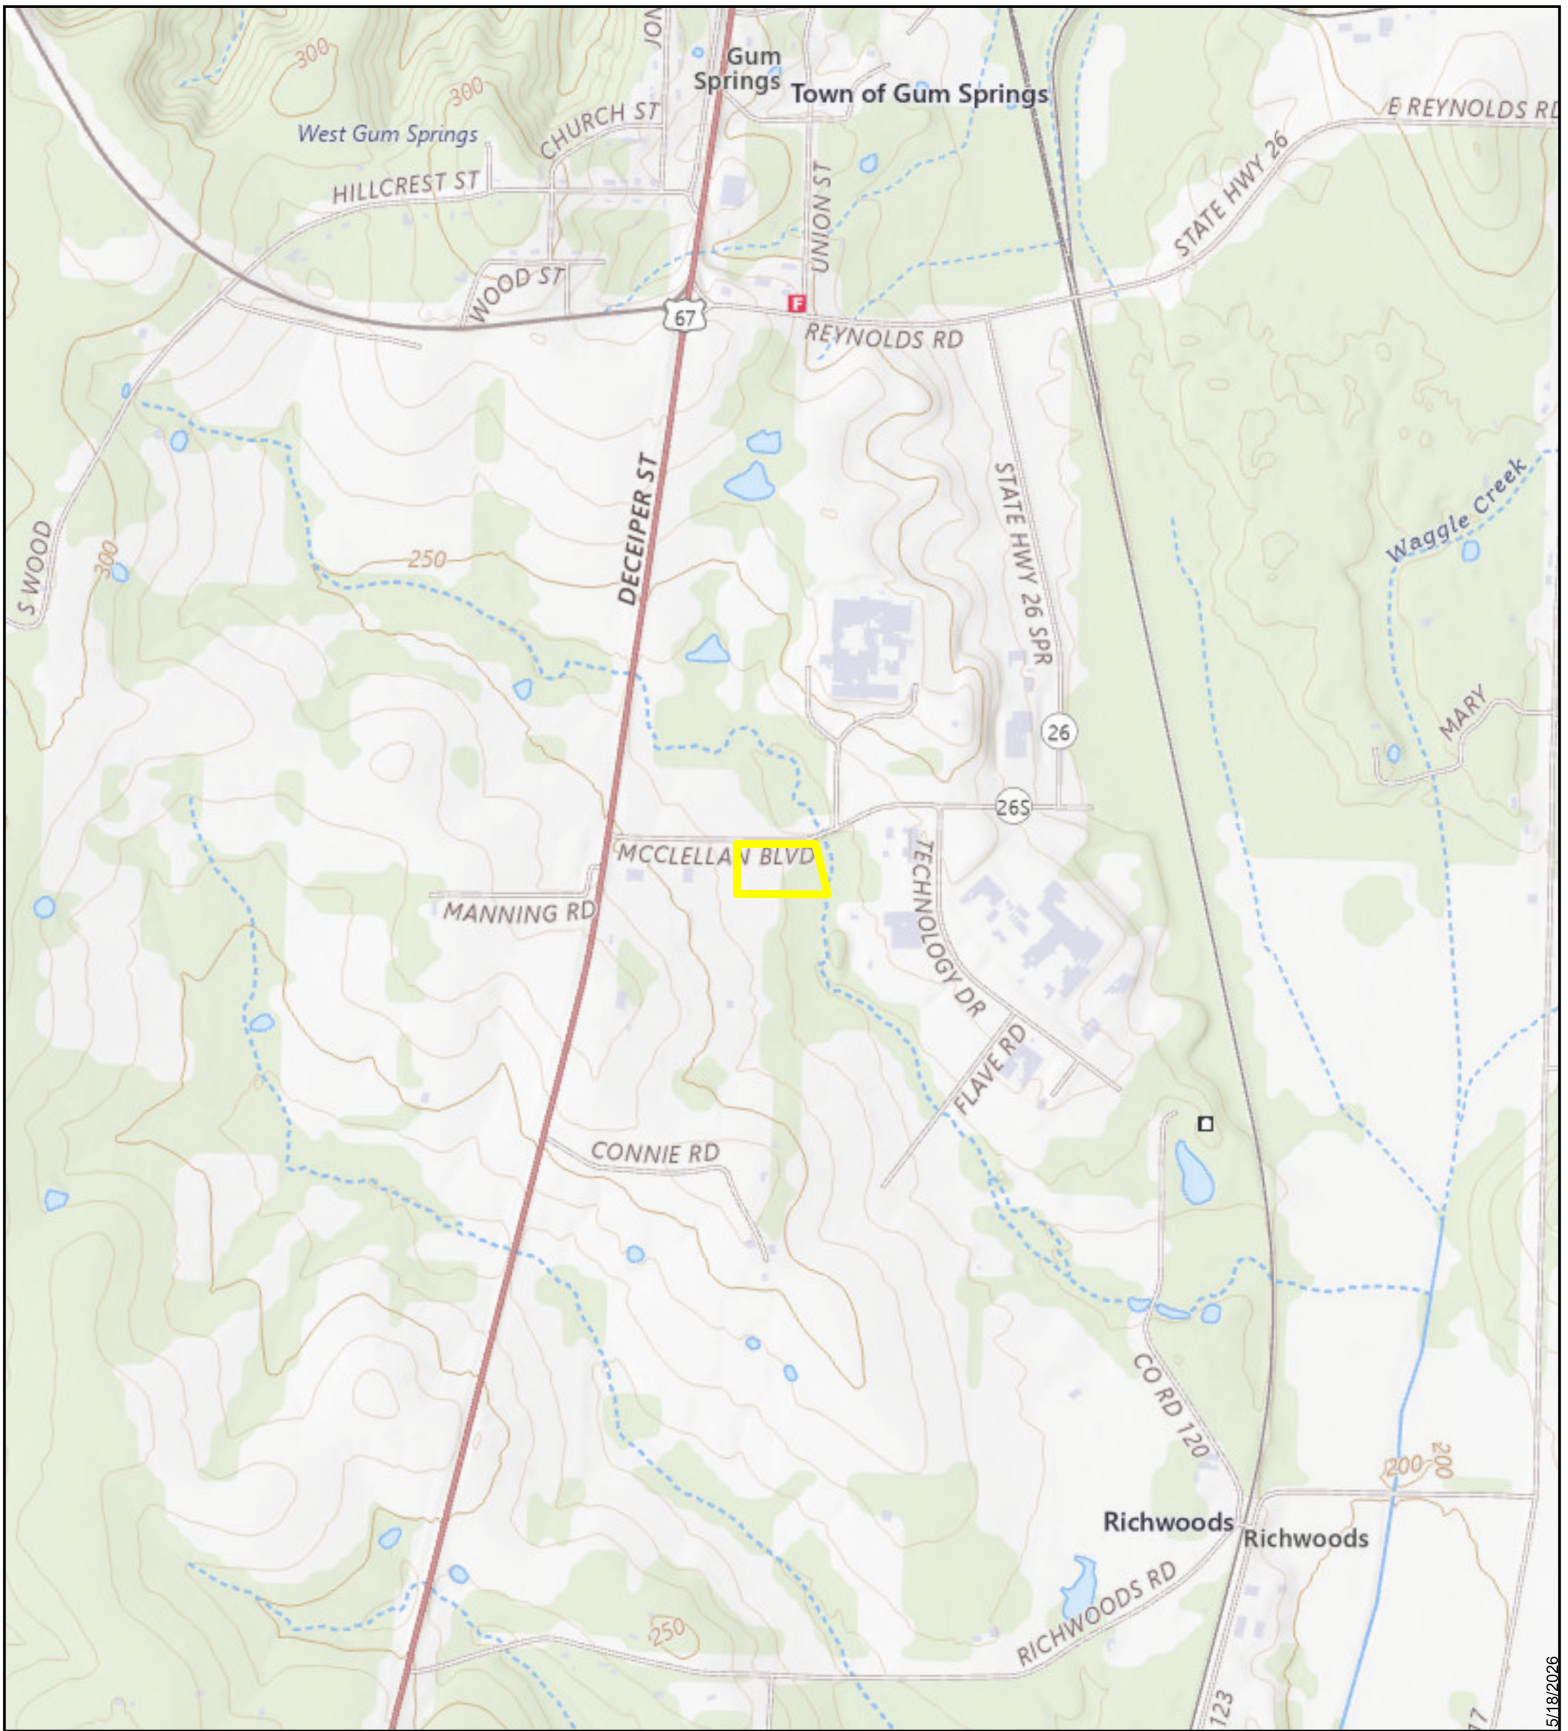 JON
Gum
Springs
Town of Gum Springs
300
300
E REYNOLDS RD
West Gum Springs
CHURCH ST
STATE HWY 26
HILLCREST ST
UNION ST
WOOD ST
F
67
REYNOLDS RD
DECEIPER ST
STATE HWY 26 SPR
Waggle Creek
S WOOD
300
250
MARY
26
26S
MCCLELLAN BLVD
TECHNOLOGY DR
MANNING RD
FLAVE RD
CONNIE RD
CO RD 120
200
200
Richwoods
Richwoods
RICHWOODS RD
250
123
77
5/18/2026